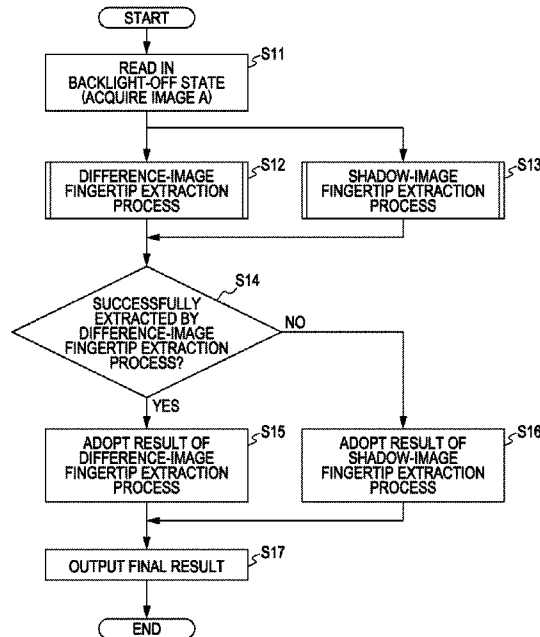 START
S11
READ IN
BACKLIGHT-OFF STATE
(ACQUIRE IMAGE A)
S12
DIFFERENCE-IMAGE
FINGERTIP EXTRACTION
PROCESS
S13
SHADOW-IMAGE
FINGERTIP EXTRACTION
PROCESS
S14
SUCCESSFULLY
EXTRACTED BY
DIFFERENCE-IMAGE
FINGERTIP EXTRACTION
PROCESS?
NO
YES
S15
ADOPT RESULT OF
DIFFERENCE-IMAGE
FINGERTIP EXTRACTION
PROCESS
S16
ADOPT RESULT OF
SHADOW-IMAGE
FINGERTIP EXTRACTION
PROCESS
S17
OUTPUT FINAL RESULT
END